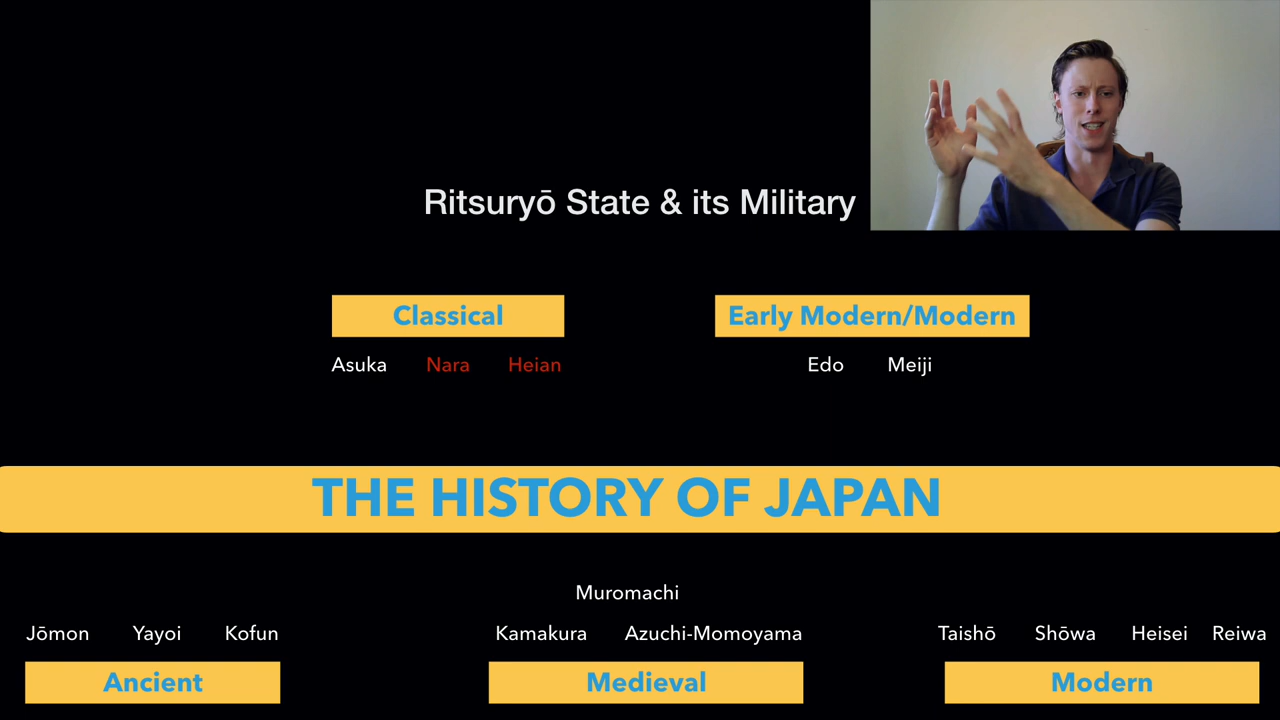 Ritsuryō State & its Military
Classical
Early Modern/Modern
Asuka Nara Heian
Edo Meiji
THE HISTORY OF JAPAN
Muromachi
Jōmon Yayoi Kofun
Kamakura Azuchi-Momoyama
Taishō Shōwa Heisei Reiwa
Ancient
Medieval
Modern